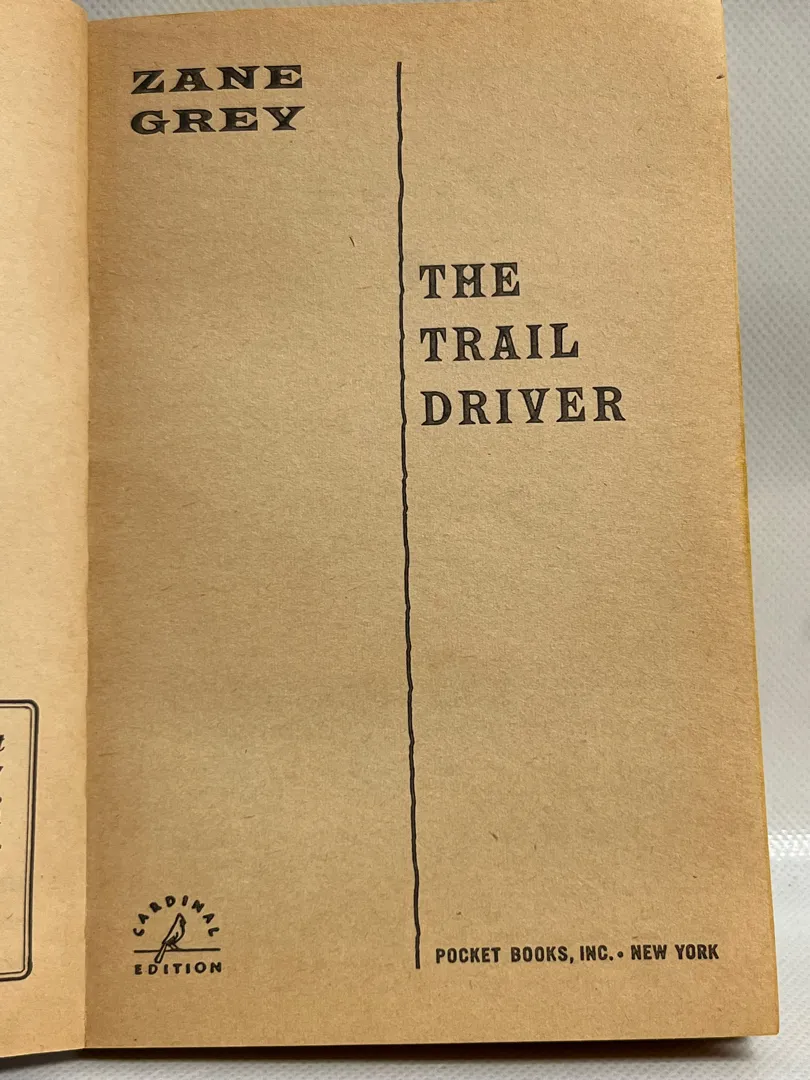 ZANE
GREY
THE
TRAIL
DRIVER
CARDINAL
EDITION
POCKET BOOKS, INC. • NEW YORK